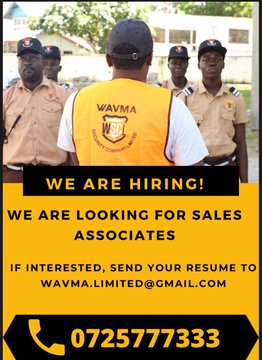 WAVMA
WSC
SECURITY COMPANY LIMITED
WE ARE HIRING!
WE ARE LOOKING FOR SALES
ASSOCIATES
IF INTERESTED, SEND YOUR RESUME TO
WAVMA.LIMITED@GMAIL.COM
0725777333